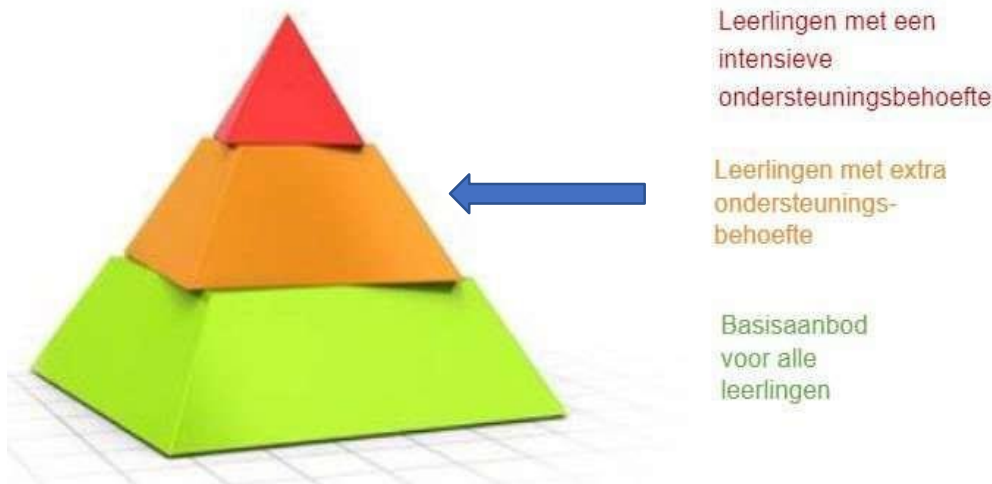 Leerlingen met een
intensieve
ondersteuningsbehoefte
Leerlingen met extra
ondersteunings-
behoefte
Basisaanbod
voor alle
leerlingen